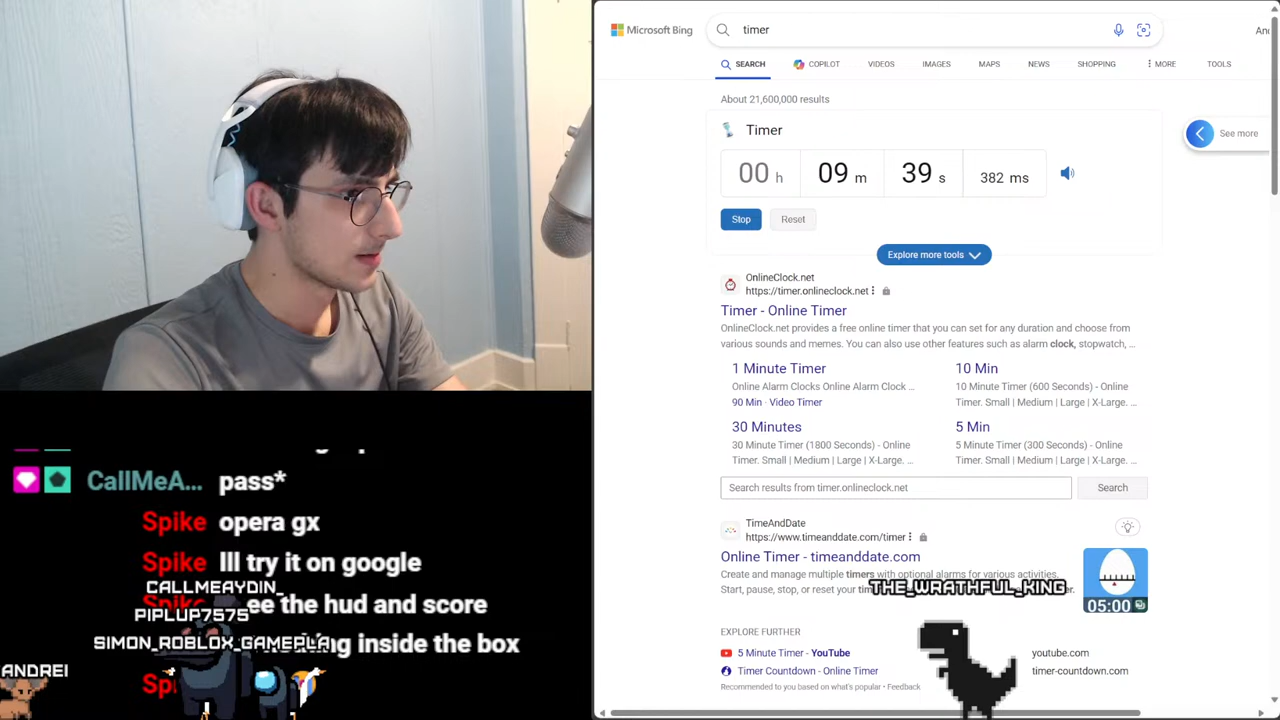 Microsoft Bing
timer
SEARCH
COPILOT
VIDEOS
IMAGES
MAPS
NEWS
SHOPPING
MORE
TOOLS
About 21,600,000 results
Timer
00 h 09 m 39 s 382 ms
Stop
Reset
See more
Explore more tools
OnlineClock.net
https://timer.onlineclock.net
Timer - Online Timer
OnlineClock.net provides a free online timer that you can set for any duration and choose from
various sounds and memes. You can also use other features such as alarm clock, stopwatch, ...
1 Minute Timer
Online Alarm Clocks Online Alarm Clock ...
90 Min · Video Timer
10 Min
10 Minute Timer (600 Seconds) - Online
Timer. Small | Medium | Large | X-Large. ...
30 Minutes
30 Minute Timer (1800 Seconds) - Online
Timer. Small | Medium | Large | X-Large. ...
5 Min
5 Minute Timer (300 Seconds) - Online
Timer. Small | Medium | Large | X-Large. ...
Search results from timer.onlineclock.net
Search
TimeAndDate
https://www.timeanddate.com/timer
Online Timer - timeanddate.com
Create and manage multiple timers with optional alarms for various activities.
Start, pause, stop, or reset your
05:00
THE_WRATHFUL_KING
EXPLORE FURTHER
5 Minute Timer - YouTube
youtube.com
Timer Countdown - Online Timer
timer-countdown.com
Recommended to you based on what's popular • Feedback
CallMeA... pass*
Spike opera gx
Spike Ill try it on google
CALLMEAYDIN_
ee the hud and score
PIPLUP7575
SIMON_ROBLOX_GAMEPLA
inside the box
ANDREI